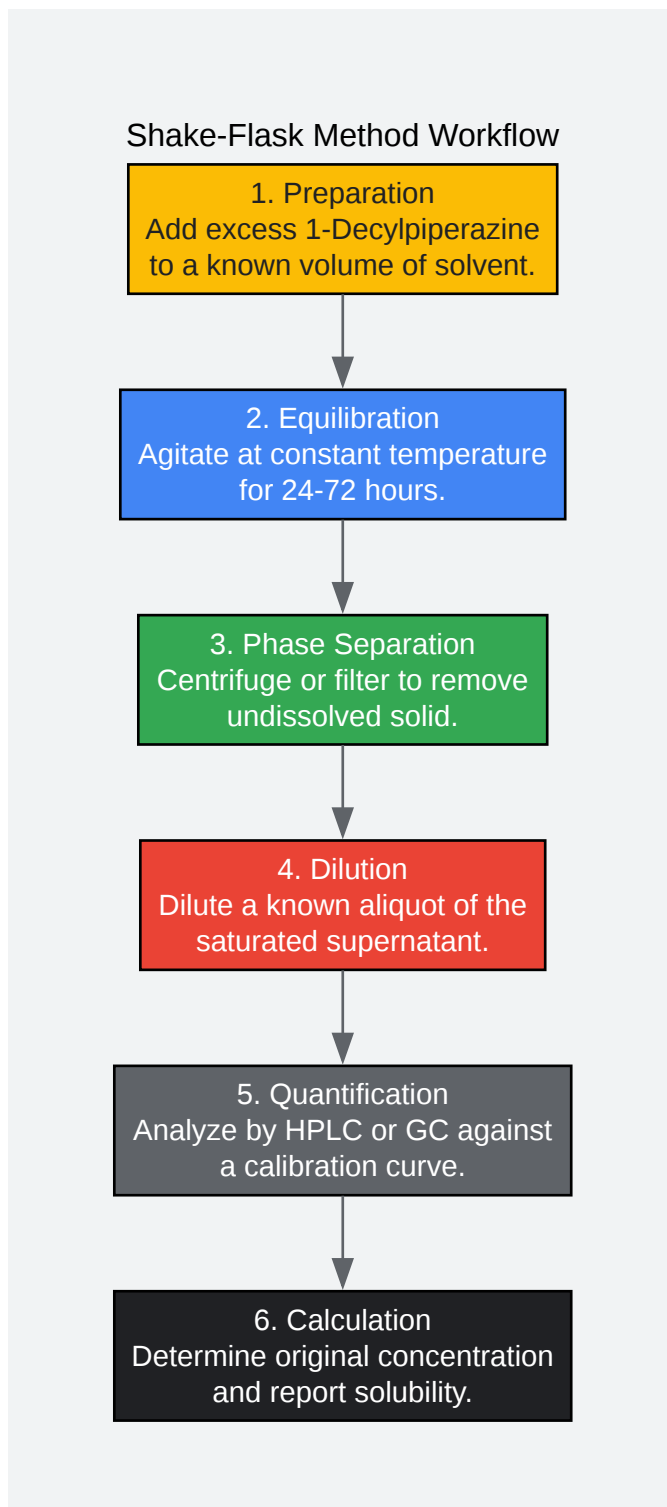 Shake-Flask Method Workflow
1. Preparation
Add excess 1-Decylpiperazine
to a known volume of solvent.
2. Equilibration
Agitate at constant temperature
for 24-72 hours.
3. Phase Separation
Centrifuge or filter to remove
undissolved solid.
4. Dilution
Dilute a known aliquot of the
saturated supernatant.
5. Quantification
Analyze by HPLC or GC against
a calibration curve.
6. Calculation
Determine original concentration
and report solubility.